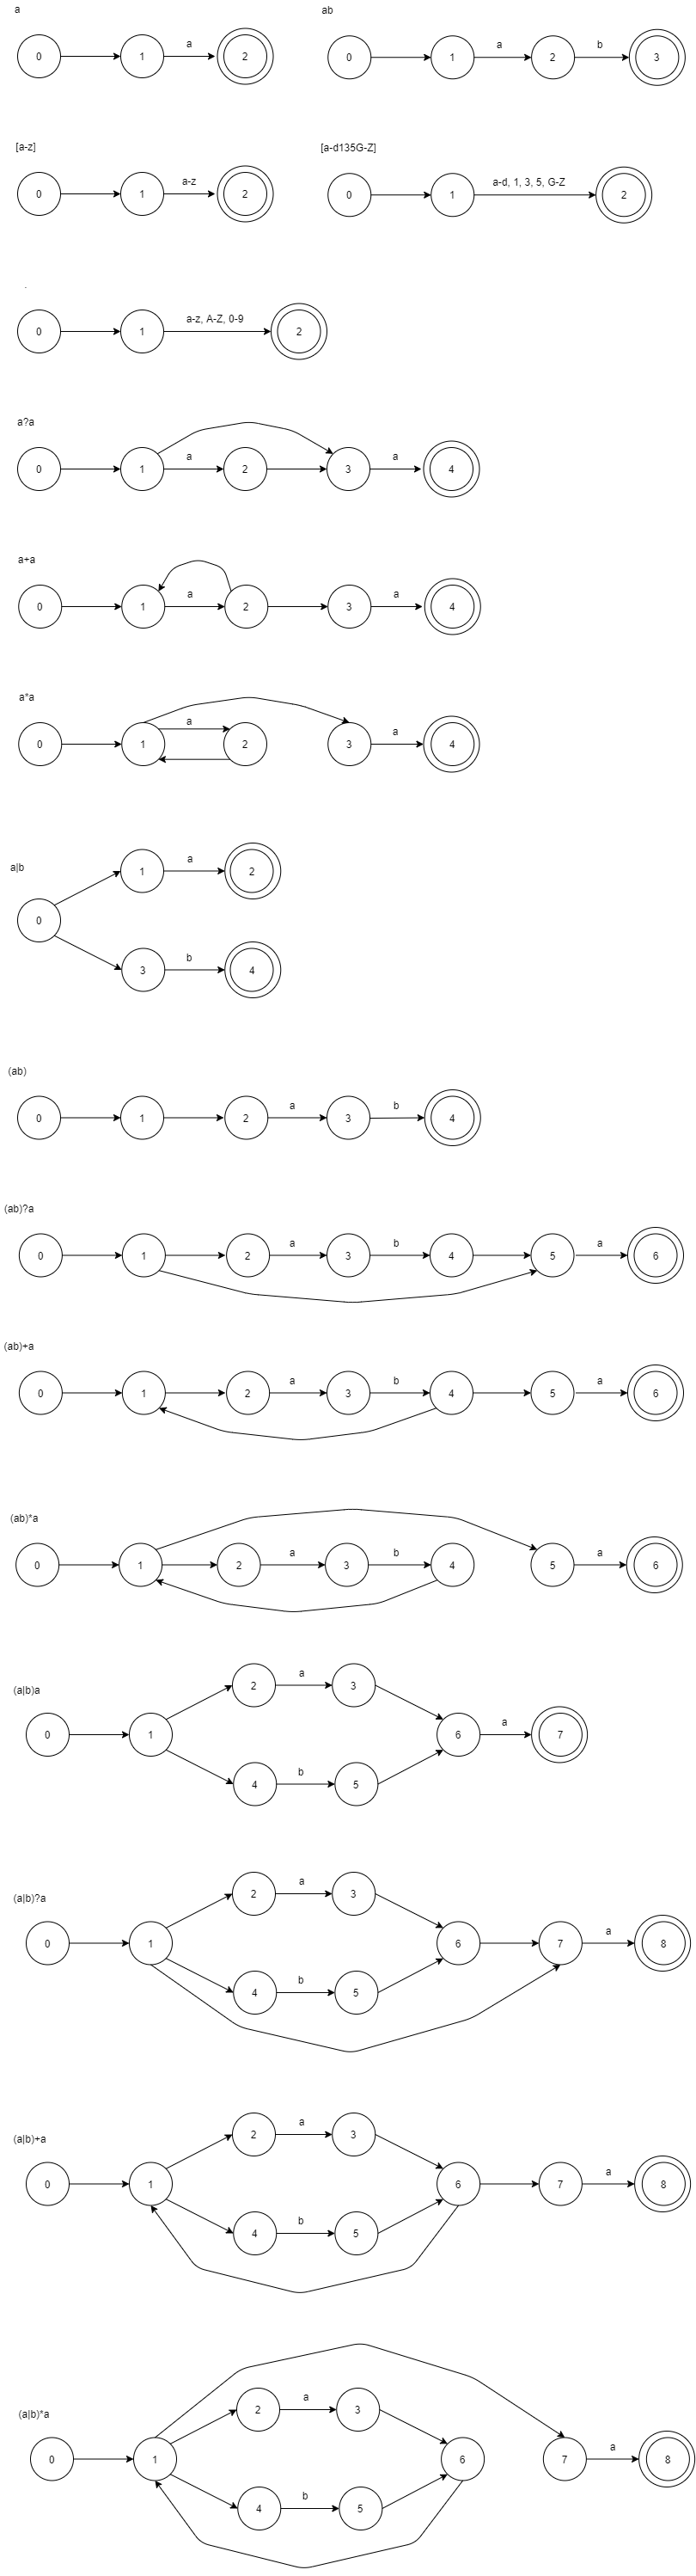 a
0 1 a 2
ab
0 1 a 2 b 3
[a-z]
0 1 a-z 2
[a-d135G-Z]
0 1 a-d, 1, 3, 5, G-Z 2
.
0 1 a-z, A-Z, 0-9 2
a?a
0 1 a 2 3 a 4
a+a
0 1 a 2 3 a 4
a*a
0 1 a 2 3 a 4
a|b
0
1 a 2
3 b 4
(ab)
0 1 2 a 3 b 4
(ab)?a
0 1 2 a 3 b 4 5 a 6
(ab)+a
0 1 2 a 3 b 4 5 a 6
(ab)*a
0 1 2 a 3 b 4 5 a 6
(a|b)a
2 a 3
0 1 6 a 7
4 b 5
(a|b)?a
2 a 3
0 1 6 7 a 8
4 b 5
(a|b)+a
2 a 3
0 1 6 7 a 8
4 b 5
(a|b)*a
2 a 3
0 1 6 7 a 8
4 b 5